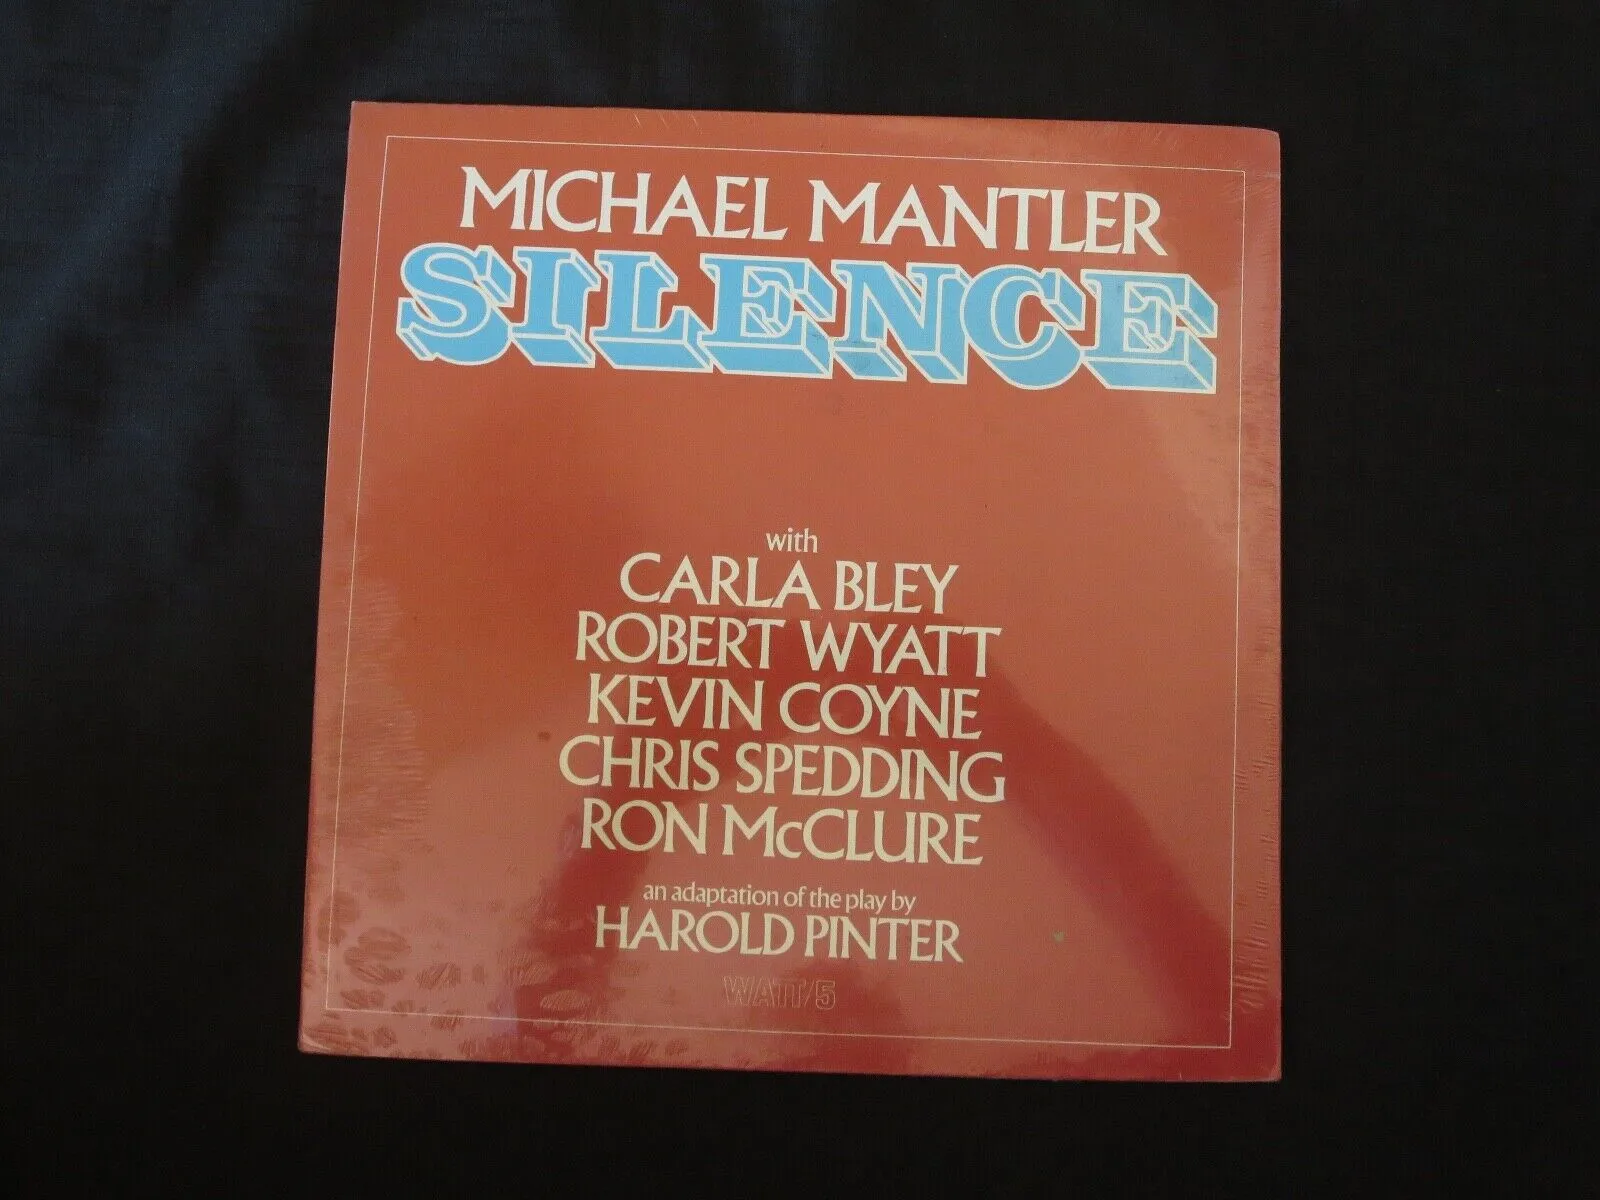 MICHAEL MANTLER
SILENCE
with
CARLA BLEY
ROBERT WYATT
KEVIN COYNE
CHRIS SPEDDING
RON McCLURE
an adaptation of the play by
HAROLD PINTER
WATT/5